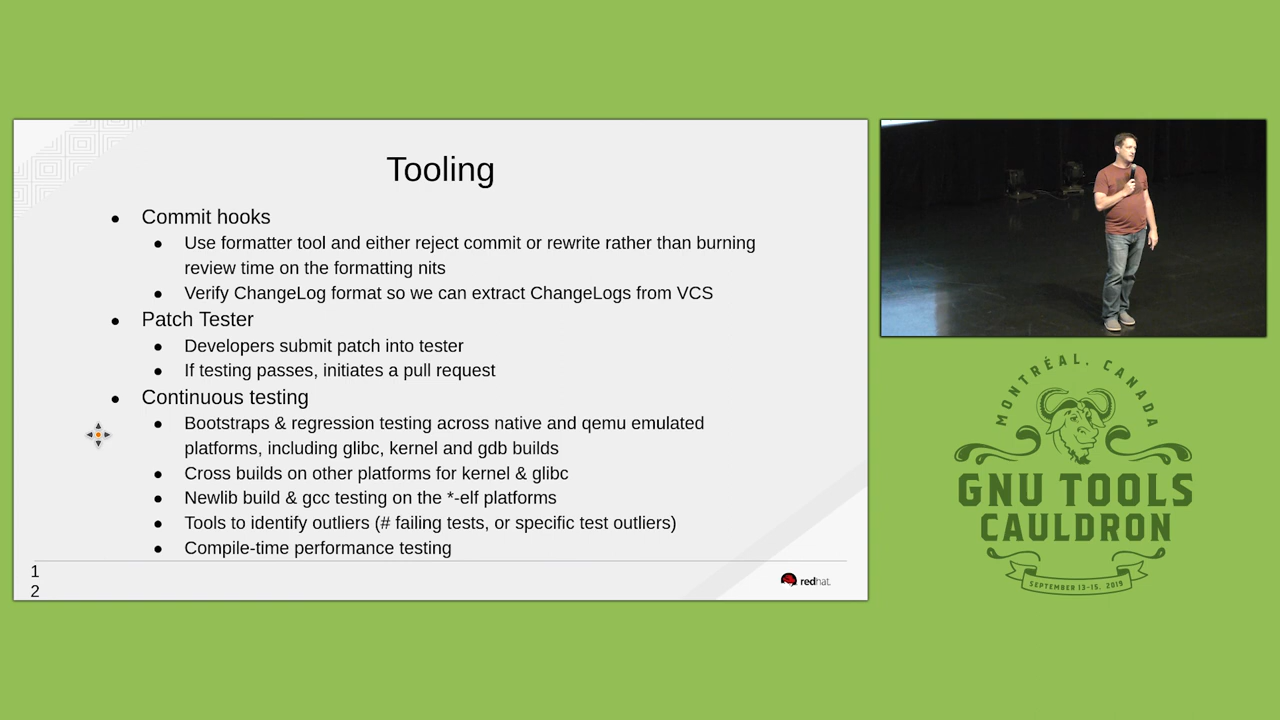 Tooling
Commit hooks
Use formatter tool and either reject commit or rewrite rather than burning
review time on the formatting nits
Verify ChangeLog format so we can extract ChangeLogs from VCS
Patch Tester
Developers submit patch into tester
If testing passes, initiates a pull request
Continuous testing
Bootstraps & regression testing across native and qemu emulated
platforms, including glibc, kernel and gdb builds
Cross builds on other platforms for kernel & glibc
Newlib build & gcc testing on the *-elf platforms
Tools to identify outliers (# failing tests, or specific test outliers)
Compile-time performance testing
1
2
redhat.
MONTRÉAL. CANADA
GNU TOOLS
CAULDRON
SEPTEMBER 13-15, 2019